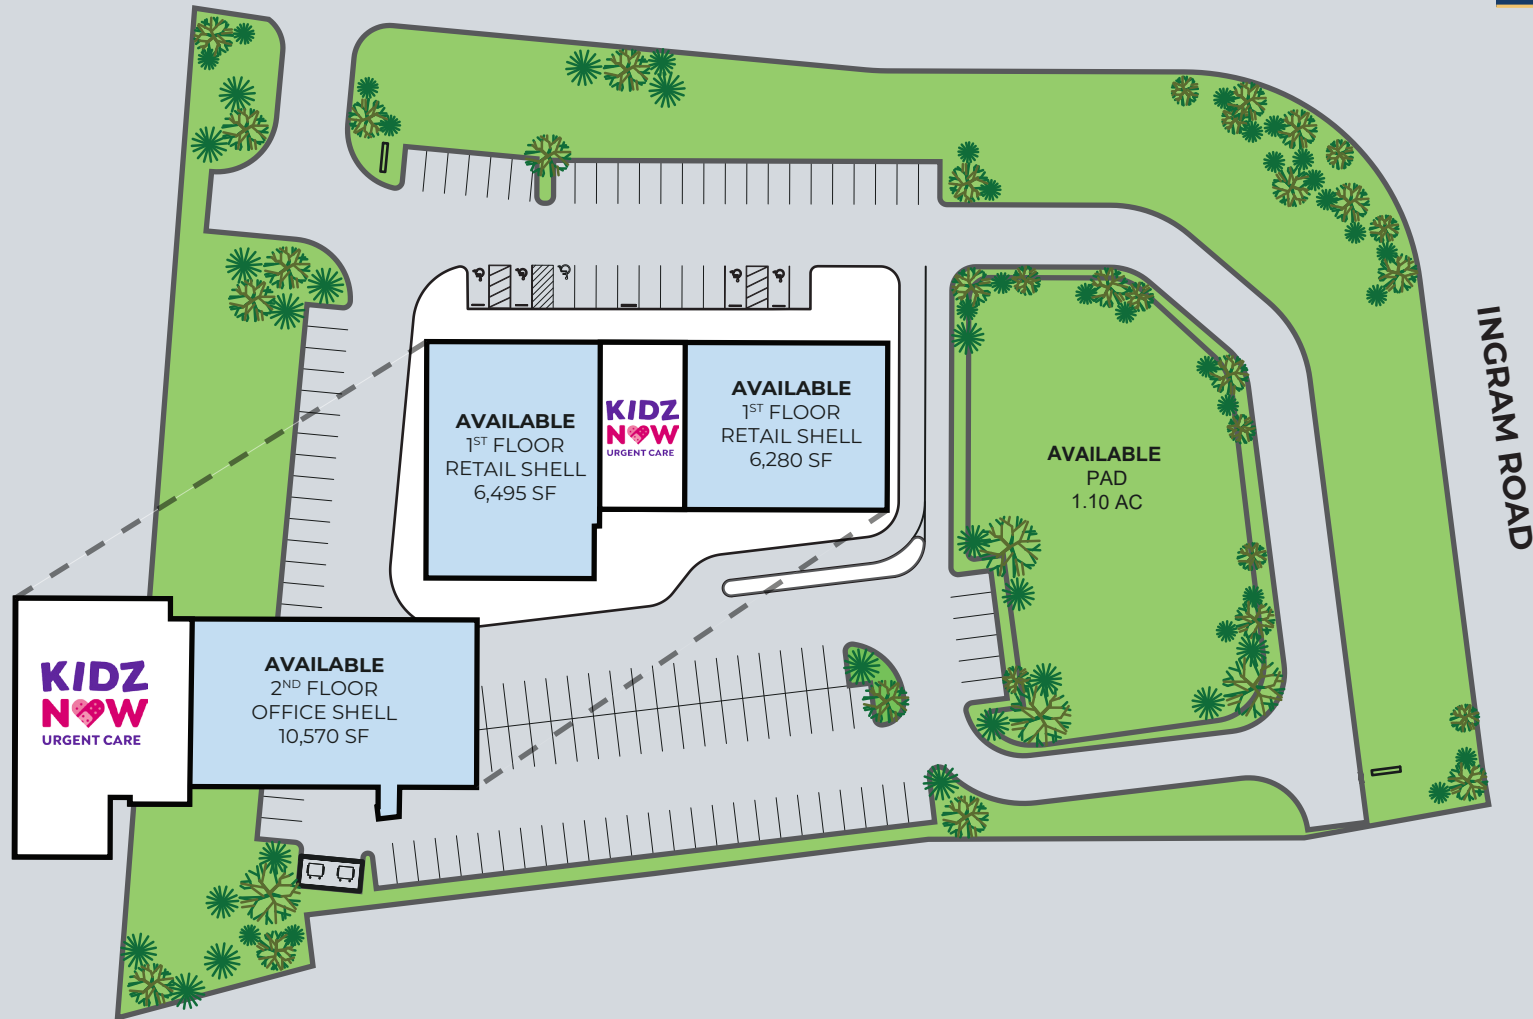 AVAILABLE
1ST FLOOR
RETAIL SHELL
6,495 SF
KIDZ
NOW
URGENT CARE
AVAILABLE
1ST FLOOR
RETAIL SHELL
6,280 SF
AVAILABLE
PAD
1.10 AC
INGRAM ROAD
KIDZ
NOW
URGENT CARE
AVAILABLE
2ND FLOOR
OFFICE SHELL
10,570 SF